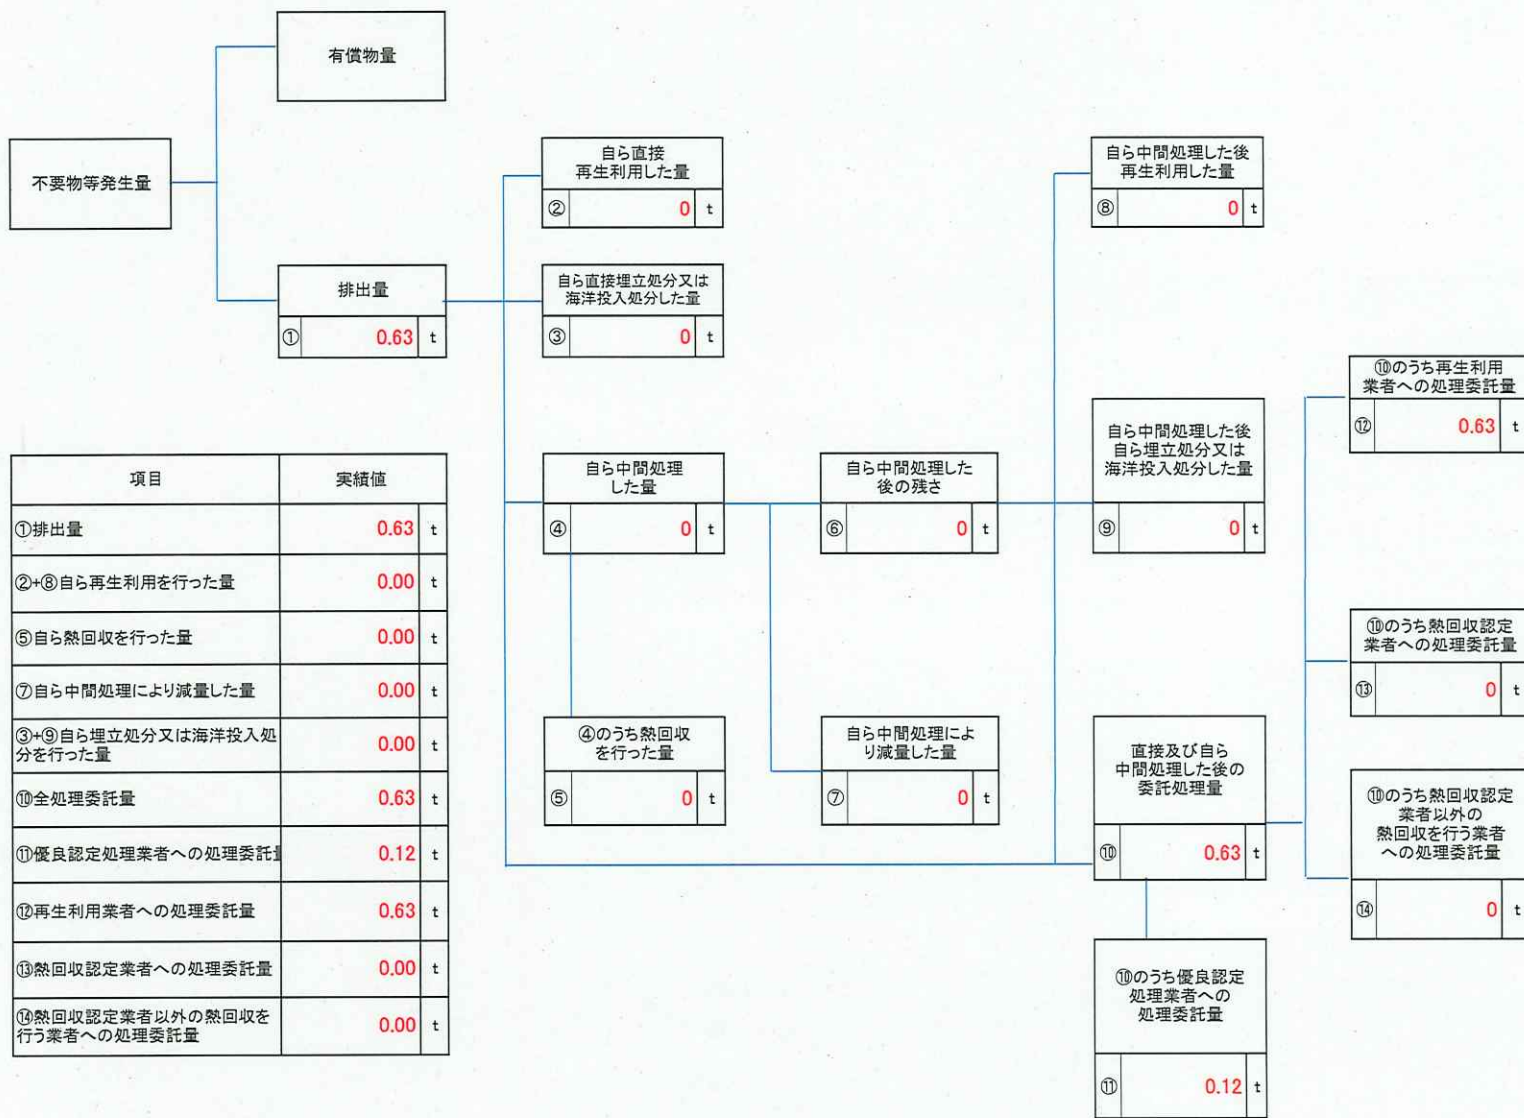 有償物量
不要物等発生量
排出量
① 0.63 t
自ら直接
再生利用した量
② 0 t
自ら直接埋立処分又は
海洋投入処分した量
③ 0 t
自ら中間処理
した量
④ 0 t
④のうち熱回収
を行った量
⑤ 0 t
自ら中間処理した
後の残さ
⑥ 0 t
自ら中間処理によ
り減量した量
⑦ 0 t
自ら中間処理した後
再生利用した量
⑧ 0 t
自ら中間処理した後
自ら埋立処分又は
海洋投入処分した量
⑨ 0 t
直接及び自ら
中間処理した後の
委託処理量
⑩ 0.63 t
⑩のうち優良認定
処理業者への
処理委託量
⑪ 0.12 t
⑩のうち再生利用
業者への処理委託量
⑫ 0.63 t
⑩のうち熱回収認定
業者への処理委託量
⑬ 0 t
⑩のうち熱回収認定
業者以外の
熱回収を行う業者
への処理委託量
⑭ 0 t
項目 実績値
①排出量 0.63 t
②+⑧自ら再生利用を行った量 0.00 t
⑤自ら熱回収を行った量 0.00 t
⑦自ら中間処理により減量した量 0.00 t
③+⑨自ら埋立処分又は海洋投入処
分を行った量 0.00 t
⑩全処理委託量 0.63 t
⑪優良認定処理業者への処理委託 0.12 t
⑫再生利用業者への処理委託量 0.63 t
⑬熱回収認定業者への処理委託量 0.00 t
⑭熱回収認定業者以外の熱回収を
行う業者への処理委託量 0.00 t